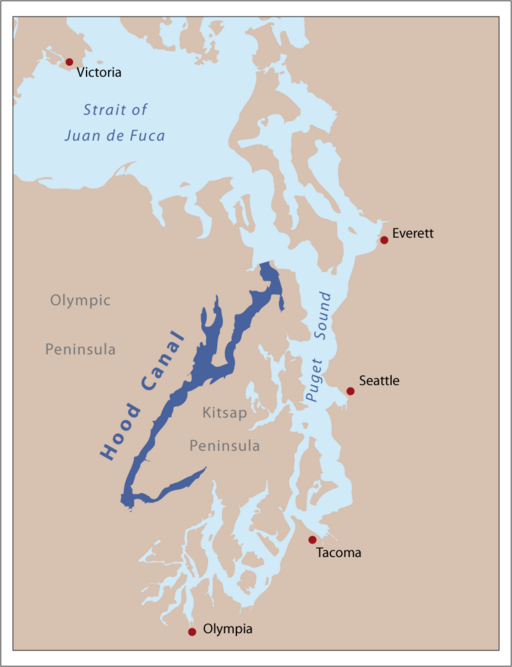 Victoria
Strait of
Juan de Fuca
Everett
Olympic
Peninsula
Puget Sound
Hood Canal
Seattle
Kitsap
Peninsula
Tacoma
Olympia